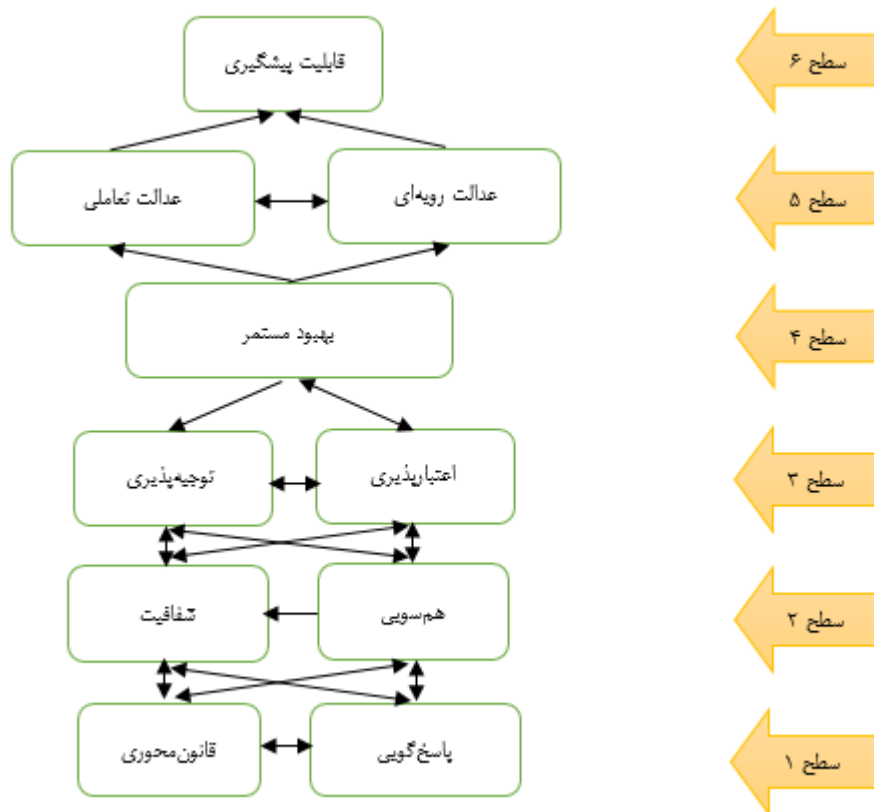 قابلیت پیشگیری
سطح ۶
عدالت رویه‌ای
عدالت تعاملی
سطح ۵
بهبود مستمر
سطح ۴
اعتبارپذیری
توجیه‌پذیری
سطح ۳
هم‌سویی
شفافیت
سطح ۲
پاسخ‌گویی
قانون‌محوری
سطح ۱